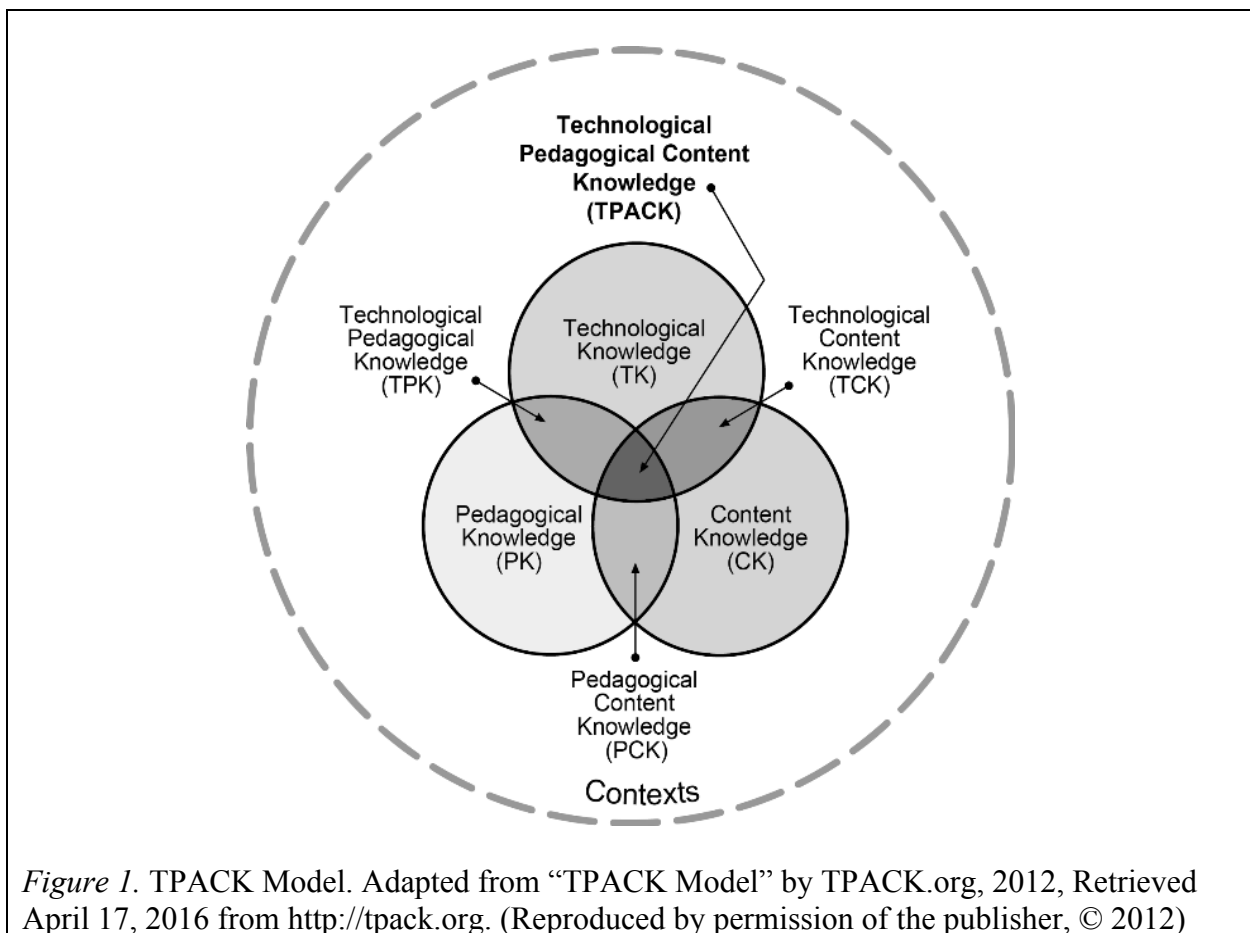 Technological
Pedagogical Content
Knowledge
(TPACK)
Technological
Pedagogical
Knowledge
(TPK)
Technological
Knowledge
(TK)
Technological
Content
Knowledge
(TCK)
Pedagogical
Knowledge
(PK)
Content
Knowledge
(CK)
Pedagogical
Content
Knowledge
(PCK)
Contexts
Figure 1. TPACK Model. Adapted from “TPACK Model” by TPACK.org, 2012, Retrieved
April 17, 2016 from http://tpack.org. (Reproduced by permission of the publisher, © 2012)